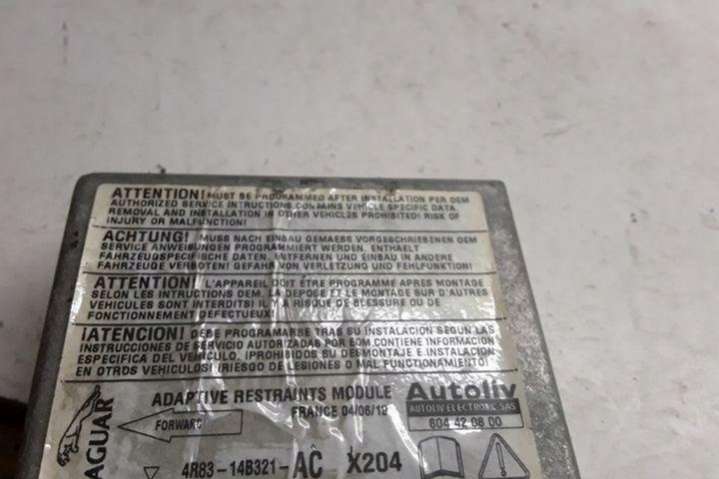 ATTENTION! MUST BE PROGRAMMED AFTER INSTALLATION PER OEM
AUTHORIZED SERVICE INTRUCTIONS CONTAINS VEHICLE SPECIFIC DATA
REMOVAL AND INSTALLATION IN OTHER VEHICLES PROHIBITED! RISK OF
INJURY OR MALFUNCTION!
ACHTUNG! MUSS NACH EINBAU GEMAESS VORGESCHRIEBENEN OEM
SERVICE ANWEISUNGEN PROGRAMMIERT WERDEN. ENTHAELT
FAHRZEUGSPECIFISCHE DATEN. ENTFERNEN UND EINBAU IN ANDERE
FAHRZEUGE VERBOTEN! GEFAHR VON VERLETZUNG UND FEHLFUNKTION!
ATTENTION! L'APPAREIL DOIT ÊTRE PROGRAMME APRES MONTAGE
SELON LES INTRUCTIONS OEM. LA DEPOSE ET LE MONTAGE SUR D'AUTRES
VEHICULES SONT INTERDITS! IL Y A RISQUE DE BLESSURE OU DE
FONCTIONNEMENT DEFECTUEUX!
¡ATENCION! DEBE PROGRAMARSE TRAS SU INSTALACION SEGUN LAS
INSTRUCCIONES DE SERVICIO AUTORIZADAS POR EOM CONTIENE INFORMACION
ESPECIFICA DEL VEHICULO. ¡PROHIBIDOS SU DESMONTAJE E INSTALACION
EN OTROS VEHICULOS! ¡RIESGO DE LESIONES O MAL FUNCIONAMIENTO!
JAGUAR
ADAPTIVE RESTRAINTS MODULE
FRANCE 04/06/12
FORWARD
4R83-14B321-AC X204
Autoliv
AUTOLIV ELECTRONIC SAS
604 42 08 00